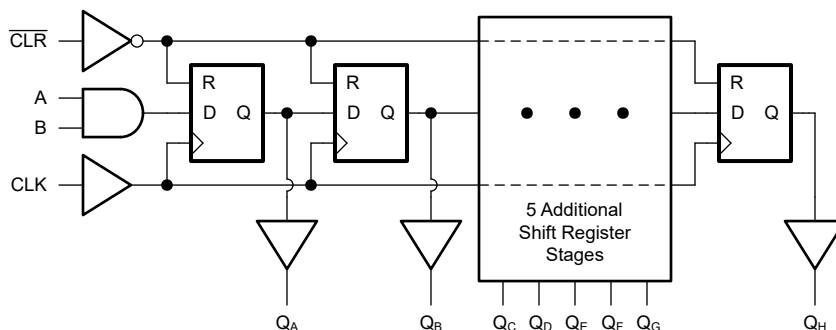 CLR
A
B
CLK
R
D Q
R
D Q
R
D Q
5 Additional
Shift Register
Stages
QA
QB
QC QD QE QF QG
QH